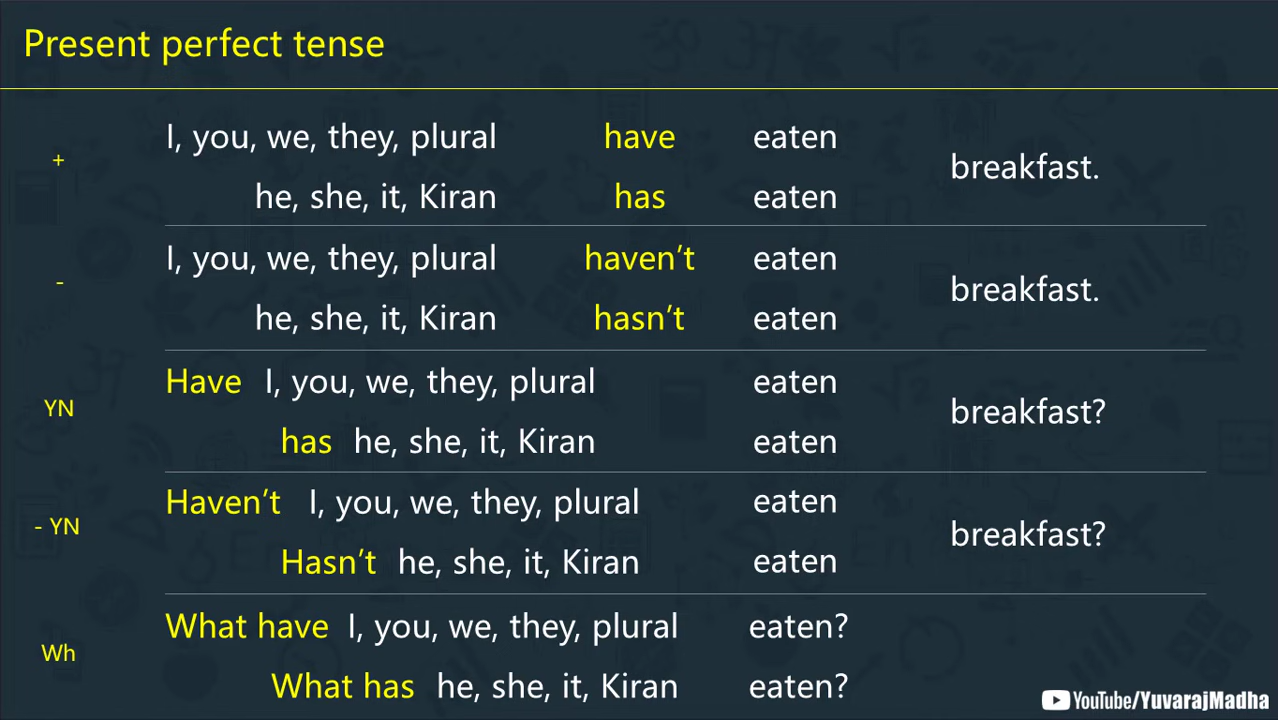 Present perfect tense
+
I, you, we, they, plural have eaten
he, she, it, Kiran has eaten
breakfast.
-
I, you, we, they, plural haven’t eaten
he, she, it, Kiran hasn’t eaten
breakfast.
YN
Have I, you, we, they, plural eaten
has he, she, it, Kiran eaten
breakfast?
- YN
Haven’t I, you, we, they, plural eaten
Hasn’t he, she, it, Kiran eaten
breakfast?
Wh
What have I, you, we, they, plural eaten?
What has he, she, it, Kiran eaten?
YouTube/YuvarajMadha